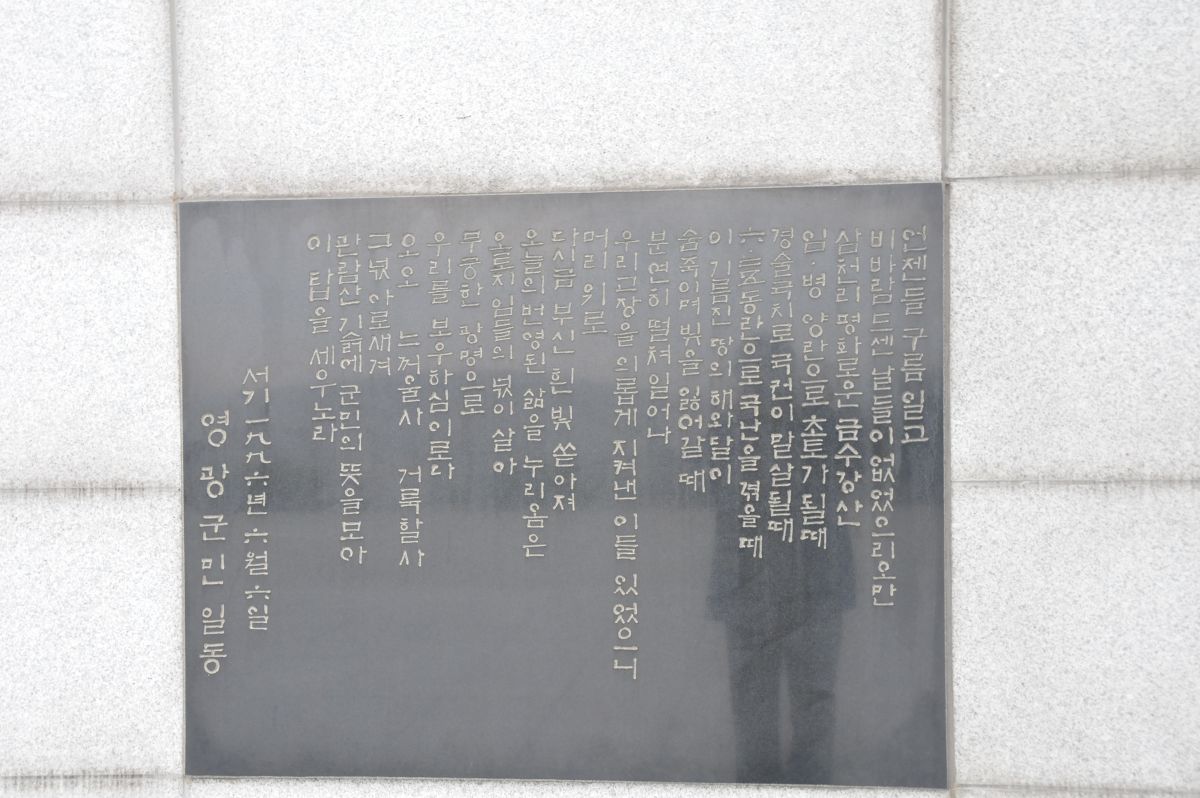 언젠들 구름 일고
비바람 드센 날들이 없었으리오만
삼천리 평화로운 금수강산
임 병 양란으로 초토가 될 때
경술국치로 국권이 말살될 때
六·二五동란으로 국난을 겪을 때
이 기름진 땅의 해와 달이
숨죽이며 빛을 잃어갈 때
분연히 떨쳐 일어나
우리고장을 의롭게 지켜낸 이들 있었으니
머리 위로
다시금 부신 흰 빛 쏟아져
오늘의 번영된 삶을 누리옴은
오롯이 임들의 넋이 살아
무궁한 광명으로
우리를 보우하심이로다
오오 느꺼울사 거룩할사
그 넋 아로새겨
관람산 기슭에 군민의 뜻을 모아
이 탑을 세우노라
서기 一九九六년 六월 六일
영광군민일동